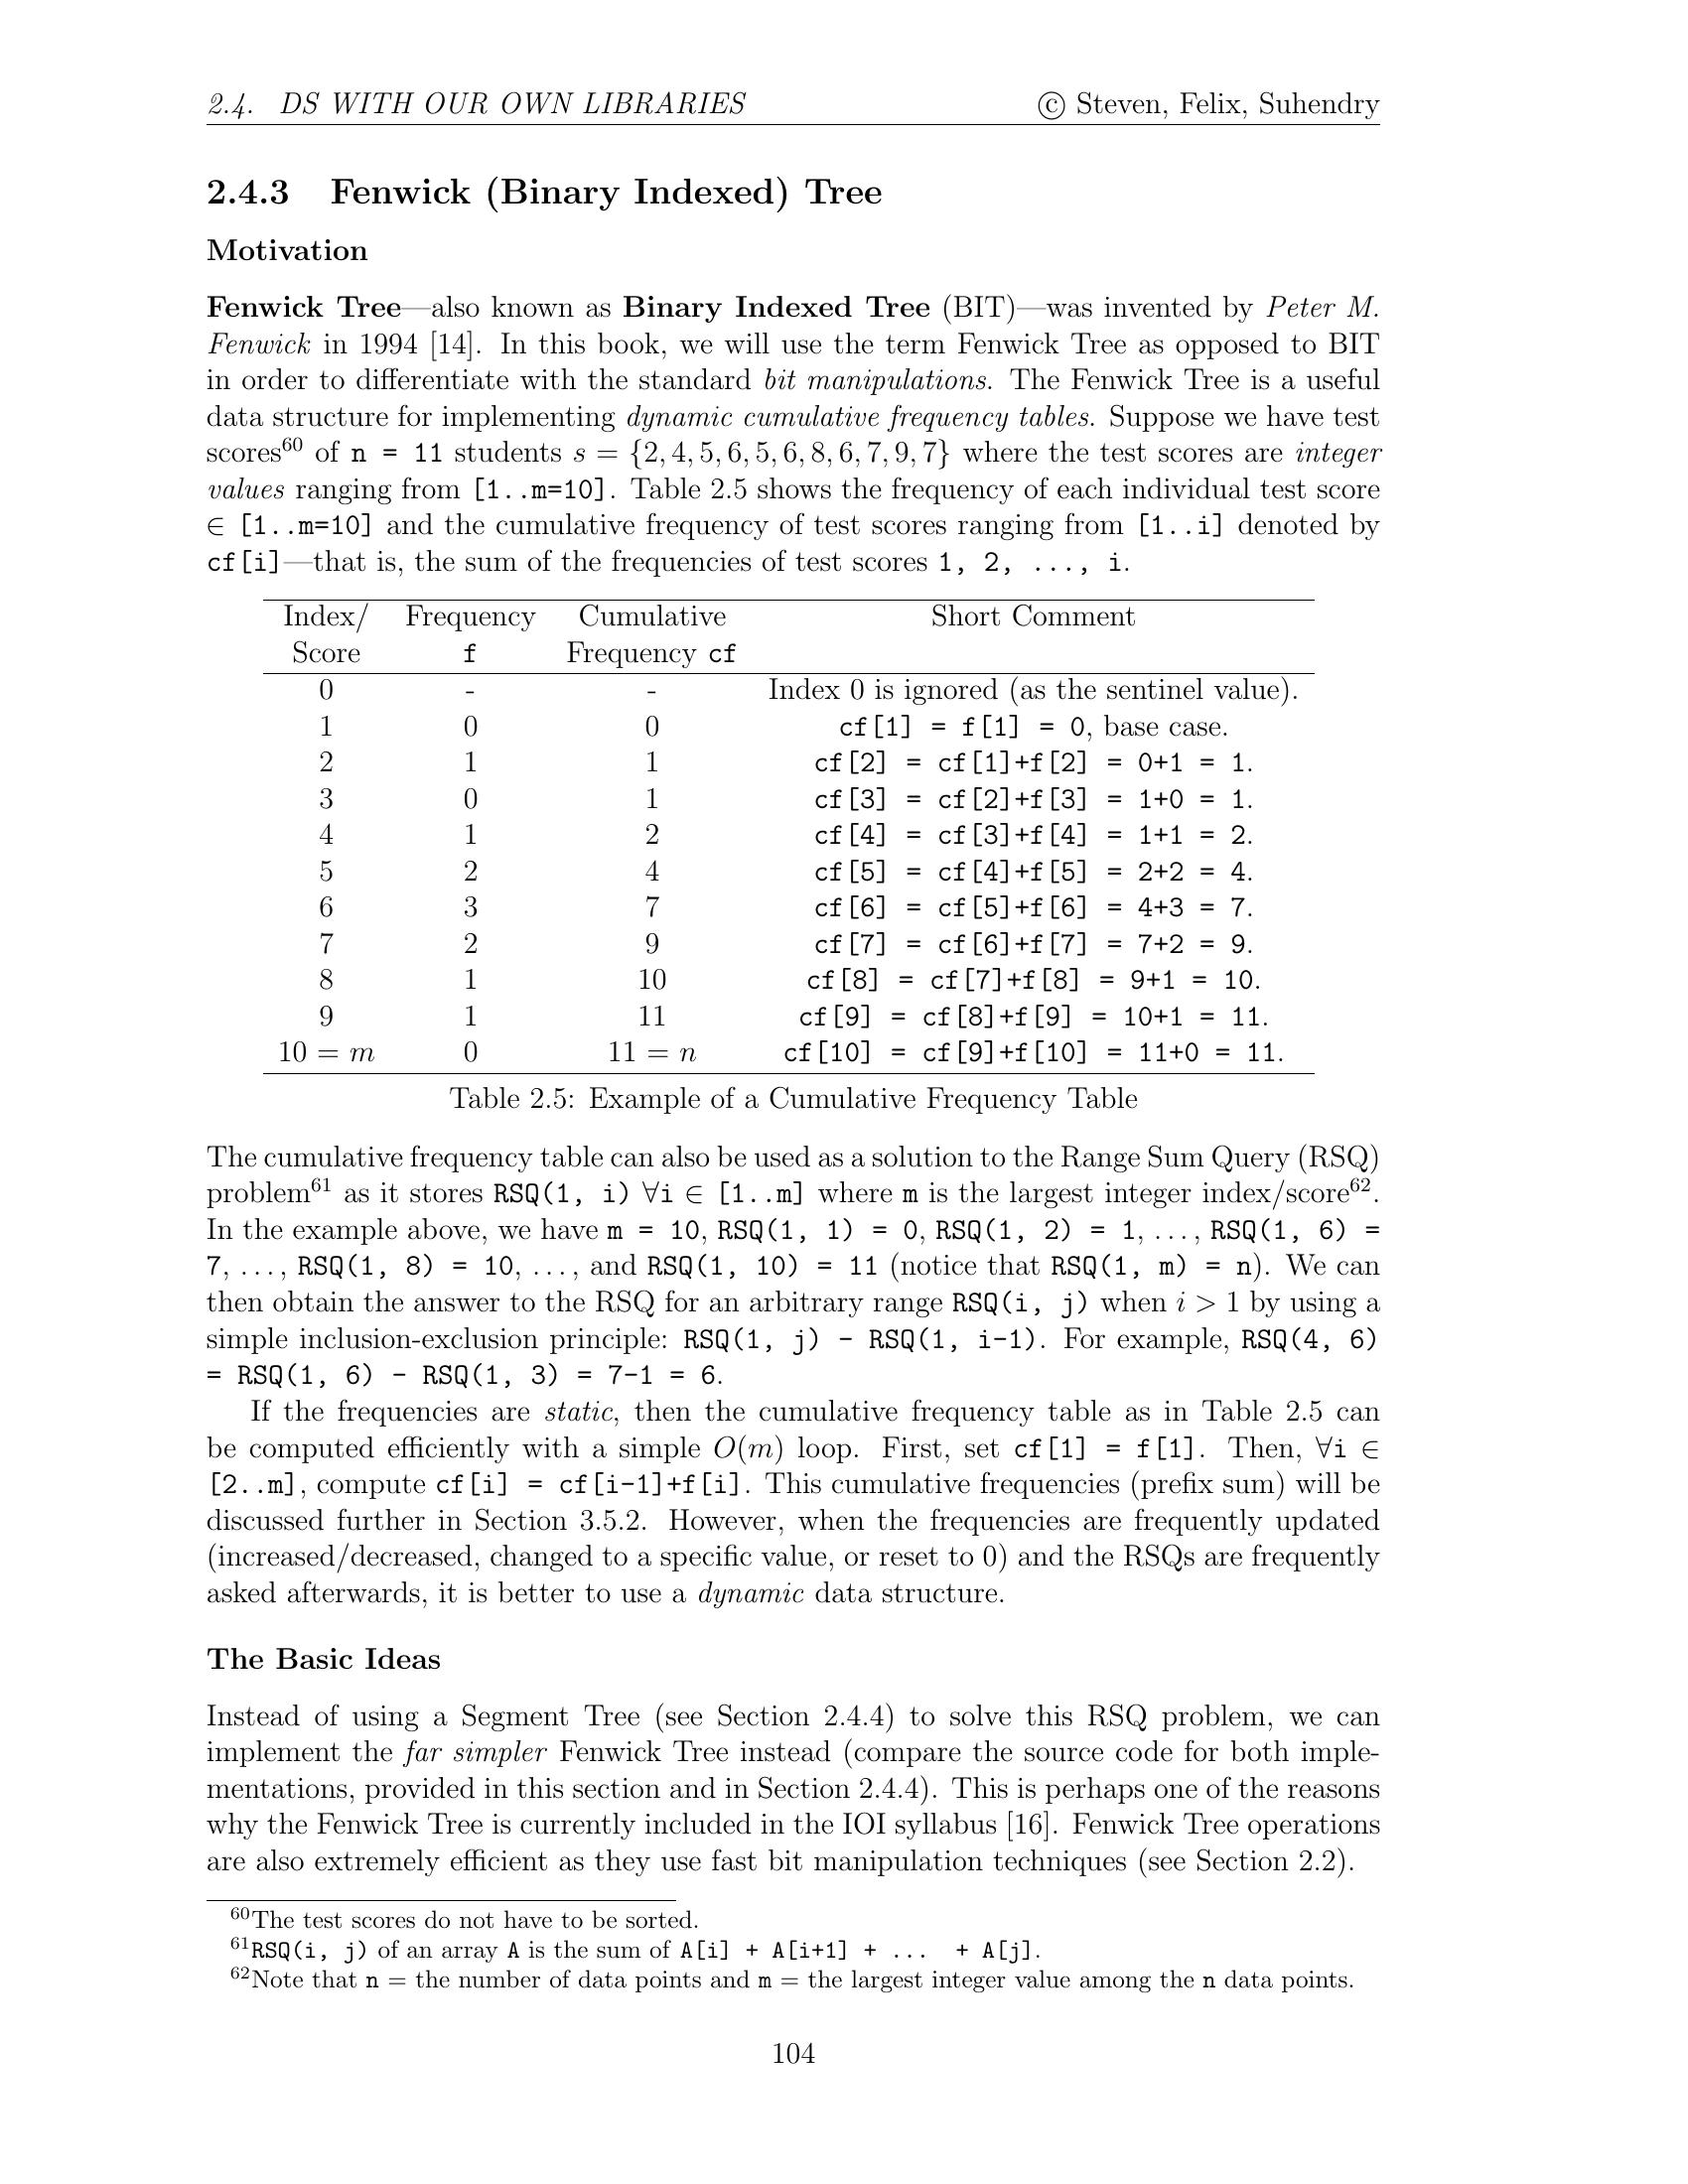 2.4. DS WITH OUR OWN LIBRARIES © Steven, Felix, Suhendry
2.4.3 Fenwick (Binary Indexed) Tree
Motivation
Fenwick Tree—also known as Binary Indexed Tree (BIT)—was invented by Peter M.
Fenwick in 1994 [14]. In this book, we will use the term Fenwick Tree as opposed to BIT
in order to differentiate with the standard bit manipulations. The Fenwick Tree is a useful
data structure for implementing dynamic cumulative frequency tables. Suppose we have test
scores⁶⁰ of n = 11 students s = {2, 4, 5, 6, 5, 6, 8, 6, 7, 9, 7} where the test scores are integer
values ranging from [1..m=10]. Table 2.5 shows the frequency of each individual test score
∈ [1..m=10] and the cumulative frequency of test scores ranging from [1..i] denoted by
cf[i]—that is, the sum of the frequencies of test scores 1, 2, ..., i.
Index/ Frequency Cumulative Short Comment
Score f Frequency cf
0 - - Index 0 is ignored (as the sentinel value).
1 0 0 cf[1] = f[1] = 0, base case.
2 1 1 cf[2] = cf[1]+f[2] = 0+1 = 1.
3 0 1 cf[3] = cf[2]+f[3] = 1+0 = 1.
4 1 2 cf[4] = cf[3]+f[4] = 1+1 = 2.
5 2 4 cf[5] = cf[4]+f[5] = 2+2 = 4.
6 3 7 cf[6] = cf[5]+f[6] = 4+3 = 7.
7 2 9 cf[7] = cf[6]+f[7] = 7+2 = 9.
8 1 10 cf[8] = cf[7]+f[8] = 9+1 = 10.
9 1 11 cf[9] = cf[8]+f[9] = 10+1 = 11.
10 = m 0 11 = n cf[10] = cf[9]+f[10] = 11+0 = 11.
Table 2.5: Example of a Cumulative Frequency Table
The cumulative frequency table can also be used as a solution to the Range Sum Query (RSQ)
problem⁶¹ as it stores RSQ(1, i) ∀i ∈ [1..m] where m is the largest integer index/score⁶².
In the example above, we have m = 10, RSQ(1, 1) = 0, RSQ(1, 2) = 1, ..., RSQ(1, 6) =
7, ..., RSQ(1, 8) = 10, ..., and RSQ(1, 10) = 11 (notice that RSQ(1, m) = n). We can
then obtain the answer to the RSQ for an arbitrary range RSQ(i, j) when i > 1 by using a
simple inclusion-exclusion principle: RSQ(1, j) - RSQ(1, i-1). For example, RSQ(4, 6)
= RSQ(1, 6) - RSQ(1, 3) = 7-1 = 6.
If the frequencies are static, then the cumulative frequency table as in Table 2.5 can
be computed efficiently with a simple O(m) loop. First, set cf[1] = f[1]. Then, ∀i ∈
[2..m], compute cf[i] = cf[i-1]+f[i]. This cumulative frequencies (prefix sum) will be
discussed further in Section 3.5.2. However, when the frequencies are frequently updated
(increased/decreased, changed to a specific value, or reset to 0) and the RSQs are frequently
asked afterwards, it is better to use a dynamic data structure.
The Basic Ideas
Instead of using a Segment Tree (see Section 2.4.4) to solve this RSQ problem, we can
implement the far simpler Fenwick Tree instead (compare the source code for both imple-
mentations, provided in this section and in Section 2.4.4). This is perhaps one of the reasons
why the Fenwick Tree is currently included in the IOI syllabus [16]. Fenwick Tree operations
are also extremely efficient as they use fast bit manipulation techniques (see Section 2.2).
⁶⁰The test scores do not have to be sorted.
⁶¹RSQ(i, j) of an array A is the sum of A[i] + A[i+1] + ... + A[j].
⁶²Note that n = the number of data points and m = the largest integer value among the n data points.
104